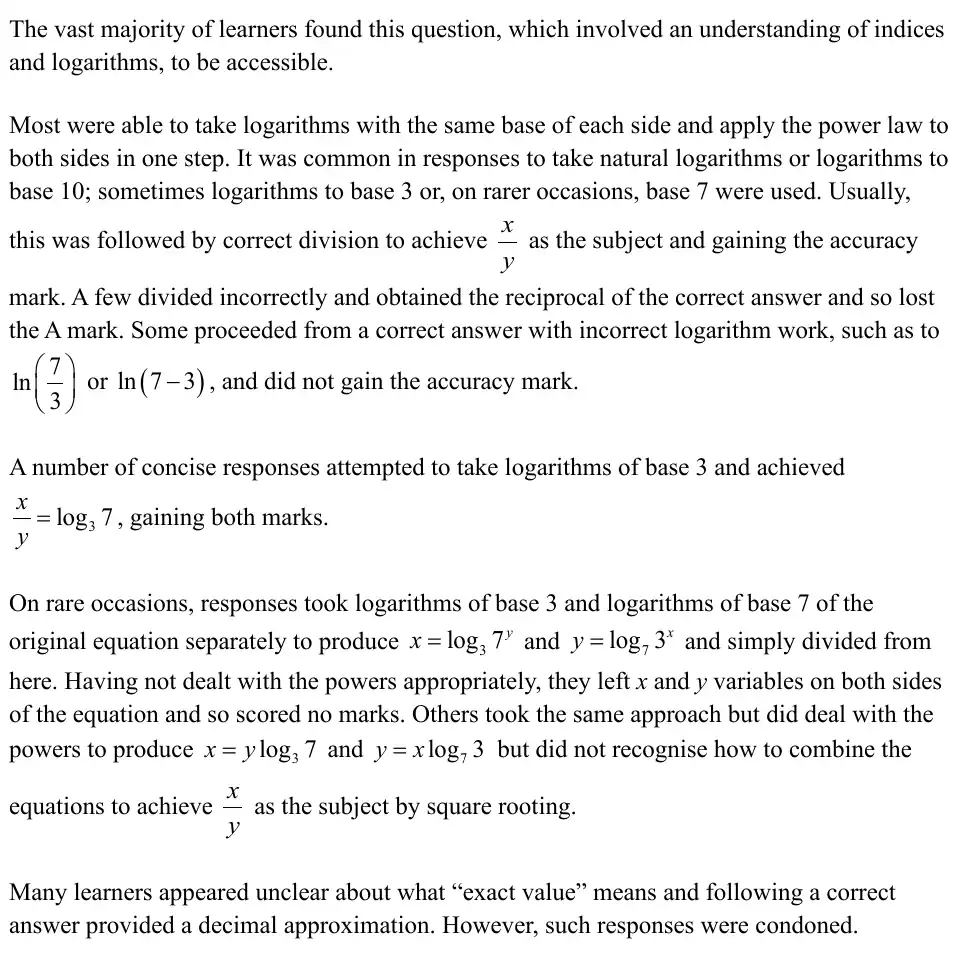 The vast majority of learners found this question, which involved an understanding of indices
and logarithms, to be accessible.
Most were able to take logarithms with the same base of each side and apply the power law to
both sides in one step. It was common in responses to take natural logarithms or logarithms to
base 10; sometimes logarithms to base 3 or, on rarer occasions, base 7 were used. Usually,
this was followed by correct division to achieve x/y as the subject and gaining the accuracy
mark. A few divided incorrectly and obtained the reciprocal of the correct answer and so lost
the A mark. Some proceeded from a correct answer with incorrect logarithm work, such as to
ln(7/3) or ln(7−3), and did not gain the accuracy mark.
A number of concise responses attempted to take logarithms of base 3 and achieved
x/y = log₃ 7, gaining both marks.
On rare occasions, responses took logarithms of base 3 and logarithms of base 7 of the
original equation separately to produce x = log₃ 7ʸ and y = log₇ 3ˣ and simply divided from
here. Having not dealt with the powers appropriately, they left x and y variables on both sides
of the equation and so scored no marks. Others took the same approach but did deal with the
powers to produce x = y log₃ 7 and y = x log₇ 3 but did not recognise how to combine the
equations to achieve x/y as the subject by square rooting.
Many learners appeared unclear about what “exact value” means and following a correct
answer provided a decimal approximation. However, such responses were condoned.